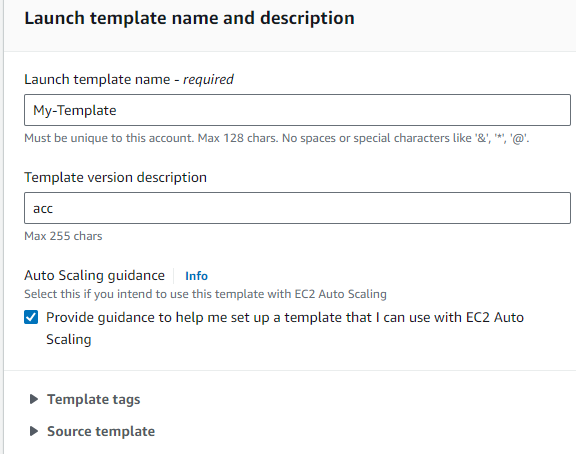 Launch template name and description
Launch template name - required
My-Template
Must be unique to this account. Max 128 chars. No spaces or special characters like '&', '*', '@'.
Template version description
acc
Max 255 chars
Auto Scaling guidance Info
Select this if you intend to use this template with EC2 Auto Scaling
Provide guidance to help me set up a template that I can use with EC2 Auto
Scaling
Template tags
Source template